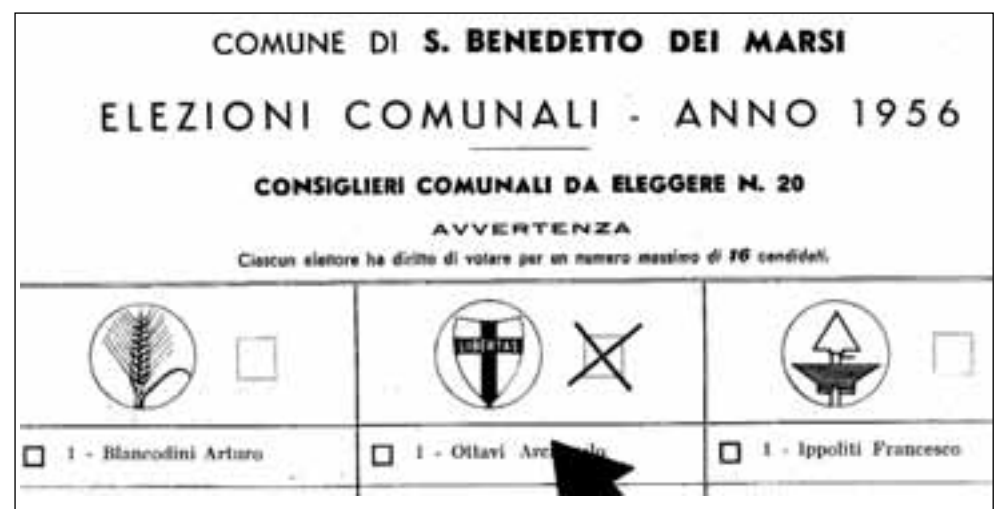 COMUNE DI S. BENEDETTO DEI MARSI
ELEZIONI COMUNALI - ANNO 1956
CONSIGLIERI COMUNALI DA ELEGGERE N. 20
AVVERTENZA
Ciascun elettore ha diritto di votare per un numero massimo di 16 candidati.
LIBERTAS
1 - Blancodini Arturo
1 - Ottavi
1 - Ippoliti Francesco